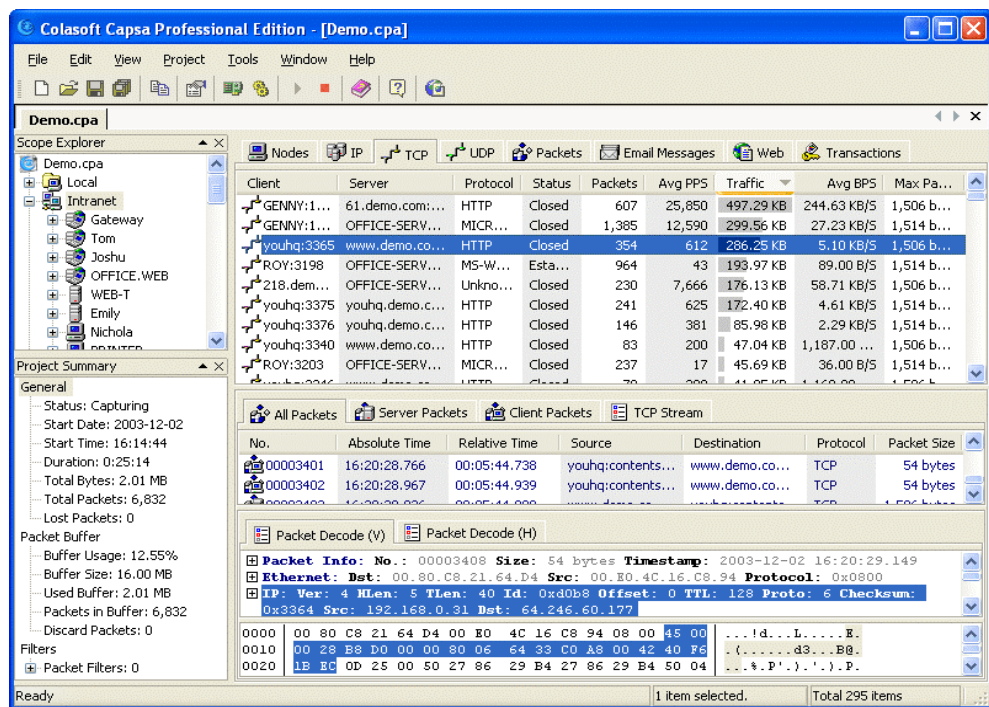 Colasoft Capsa Professional Edition - [Demo.cpa]
File Edit View Project Tools Window Help
Demo.cpa
Scope Explorer
Demo.cpa
Local
Intranet
Gateway
Tom
Joshu
OFFICE.WEB
WEB-T
Emily
Nichola
Project Summary
General
Status: Capturing
Start Date: 2003-12-02
Start Time: 16:14:44
Duration: 0:25:14
Total Bytes: 2.01 MB
Total Packets: 6,832
Lost Packets: 0
Packet Buffer
Buffer Usage: 12.55%
Buffer Size: 16.00 MB
Used Buffer: 2.01 MB
Packets in Buffer: 6,832
Discard Packets: 0
Filters
Packet Filters: 0
Nodes IP TCP UDP Packets Email Messages Web Transactions
Client Server Protocol Status Packets Avg PPS Traffic Avg BPS Max Pa...
GENNY:1... 61.demo.com:... HTTP Closed 607 25,850 497.29 KB 244.63 KB/S 1,506 b...
GENNY:1... OFFICE-SERV... MICR... Closed 1,385 12,590 299.56 KB 27.23 KB/S 1,514 b...
youhq:3365 www.demo.co... HTTP Closed 354 612 286.25 KB 5.10 KB/S 1,506 b...
ROY:3198 OFFICE-SERV... MS-W... Esta... 964 43 193.97 KB 89.00 B/S 1,514 b...
218.dem... OFFICE-SERV... Unkno... Closed 230 7,666 176.13 KB 58.71 KB/S 1,506 b...
youhq:3375 youhq.demo.c... HTTP Closed 241 625 172.40 KB 4.61 KB/S 1,514 b...
youhq:3376 youhq.demo.c... HTTP Closed 146 381 85.98 KB 2.29 KB/S 1,514 b...
youhq:3340 www.demo.co... HTTP Closed 83 200 47.04 KB 1,187.00 ... 1,506 b...
ROY:3203 OFFICE-SERV... MICR... Closed 237 17 45.69 KB 36.00 B/S 1,514 b...
All Packets Server Packets Client Packets TCP Stream
No. Absolute Time Relative Time Source Destination Protocol Packet Size
00003401 16:20:28.766 00:05:44.738 youhq:contents... www.demo.co... TCP 54 bytes
00003402 16:20:28.967 00:05:44.939 youhq:contents... www.demo.co... TCP 54 bytes
Packet Decode (V) Packet Decode (H)
Packet Info: No.: 00003408 Size: 54 bytes Timestamp: 2003-12-02 16:20:29.149
Ethernet: Dst: 00.80.C8.21.64.D4 Src: 00.E0.4C.16.C8.94 Protocol: 0x0800
IP: Ver: 4 HLen: 5 TLen: 40 Id: 0xd0b8 Offset: 0 TTL: 128 Proto: 6 Checksum:
0x3364 Src: 192.168.0.31 Dst: 64.246.60.177
0000 00 80 C8 21 64 D4 00 E0 4C 16 C8 94 08 00 45 00 ...!d...L.....E.
0010 00 28 B8 D0 00 00 80 06 64 33 C0 A8 00 42 40 F6 .(......d3...B@.
0020 1B EC 0D 25 00 50 27 86 29 B4 27 86 29 B4 50 04 ...%.P'.).'.).P.
Ready 1 item selected. Total 295 items